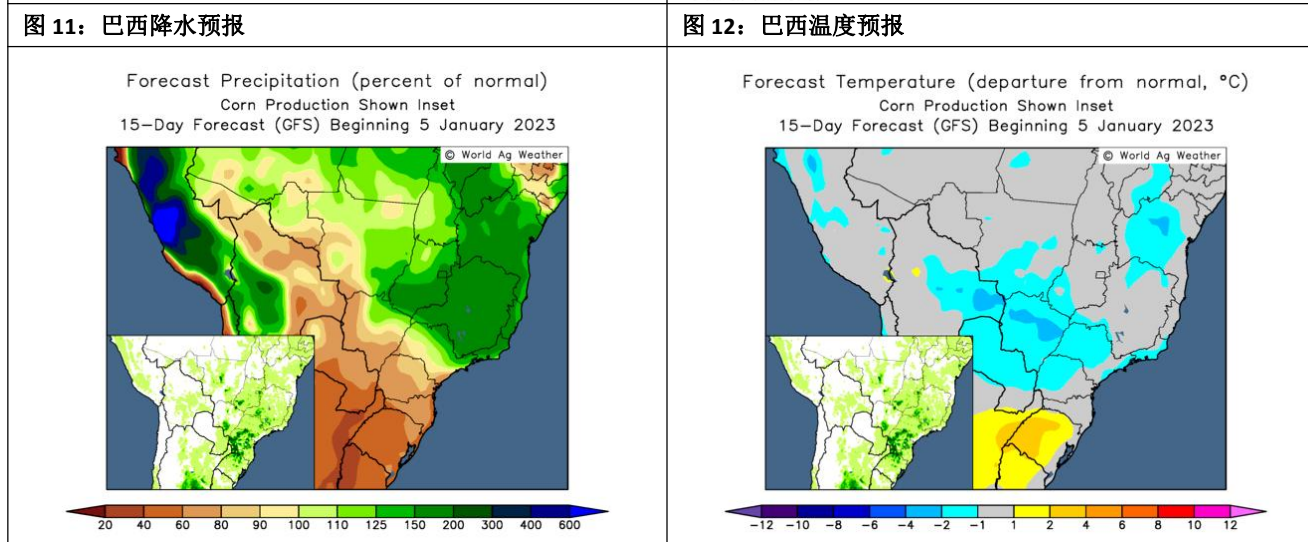 图 11：巴西降水预报
Forecast Precipitation (percent of normal)
Corn Production Shown Inset
15-Day Forecast (GFS) Beginning 5 January 2023
© World Ag Weather
20 40 60 80 90 100 110 125 150 200 300 400 600
图 12：巴西温度预报
Forecast Temperature (departure from normal, °C)
Corn Production Shown Inset
15-Day Forecast (GFS) Beginning 5 January 2023
© World Ag Weather
-12 -10 -8 -6 -4 -2 -1 1 2 4 6 8 10 12